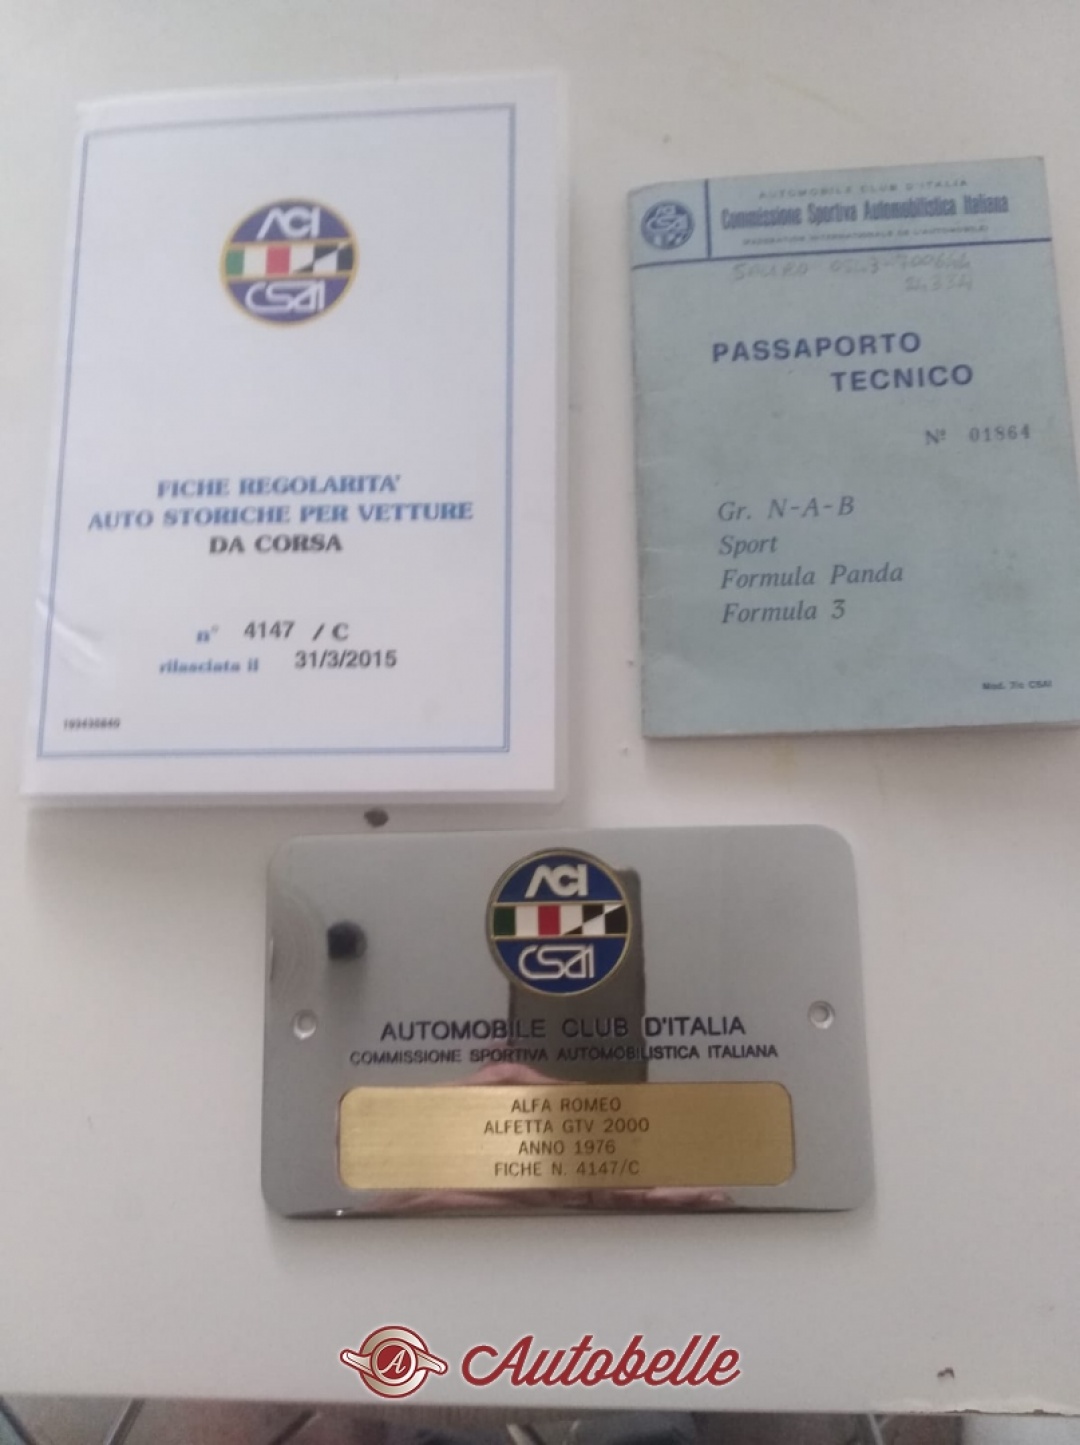 ACI
CSAI
FICHE REGOLARITA'
AUTO STORICHE PER VETTURE
DA CORSA
n° 4147 / C
rilasciata il 31/3/2015
AUTOMOBILE CLUB D'ITALIA
Commissione Sportiva Automobilistica Italiana
PASSAPORTO
TECNICO
Nº 01864
Gr. N-A-B
Sport
Formula Panda
Formula 3
Mod. 7/c CSAI
ACI
CSAI
AUTOMOBILE CLUB D'ITALIA
COMMISSIONE SPORTIVA AUTOMOBILISTICA ITALIANA
ALFA ROMEO
ALFETTA GTV 2000
ANNO 1976
FICHE N. 4147/C
A Autobelle